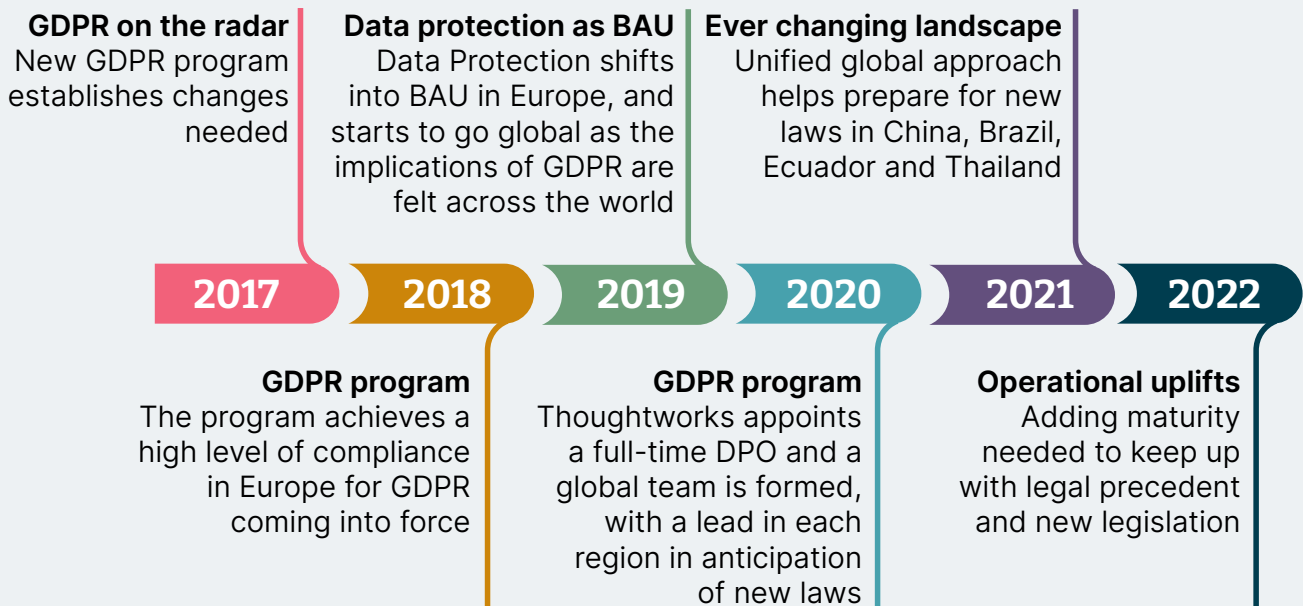 GDPR on the radar
New GDPR program
establishes changes
needed
Data protection as BAU
Data Protection shifts
into BAU in Europe, and
starts to go global as the
implications of GDPR are
felt across the world
Ever changing landscape
Unified global approach
helps prepare for new
laws in China, Brazil,
Ecuador and Thailand
2017
2018
2019
2020
2021
2022
GDPR program
The program achieves a
high level of compliance
in Europe for GDPR
coming into force
GDPR program
Thoughtworks appoints
a full-time DPO and a
global team is formed,
with a lead in each
region in anticipation
of new laws
Operational uplifts
Adding maturity
needed to keep up
with legal precedent
and new legislation